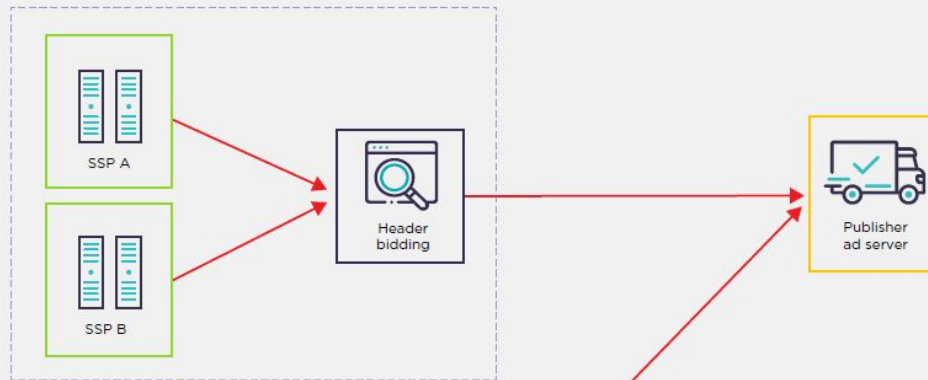 SSP A
Header
bidding
Publisher
ad server
SSP B